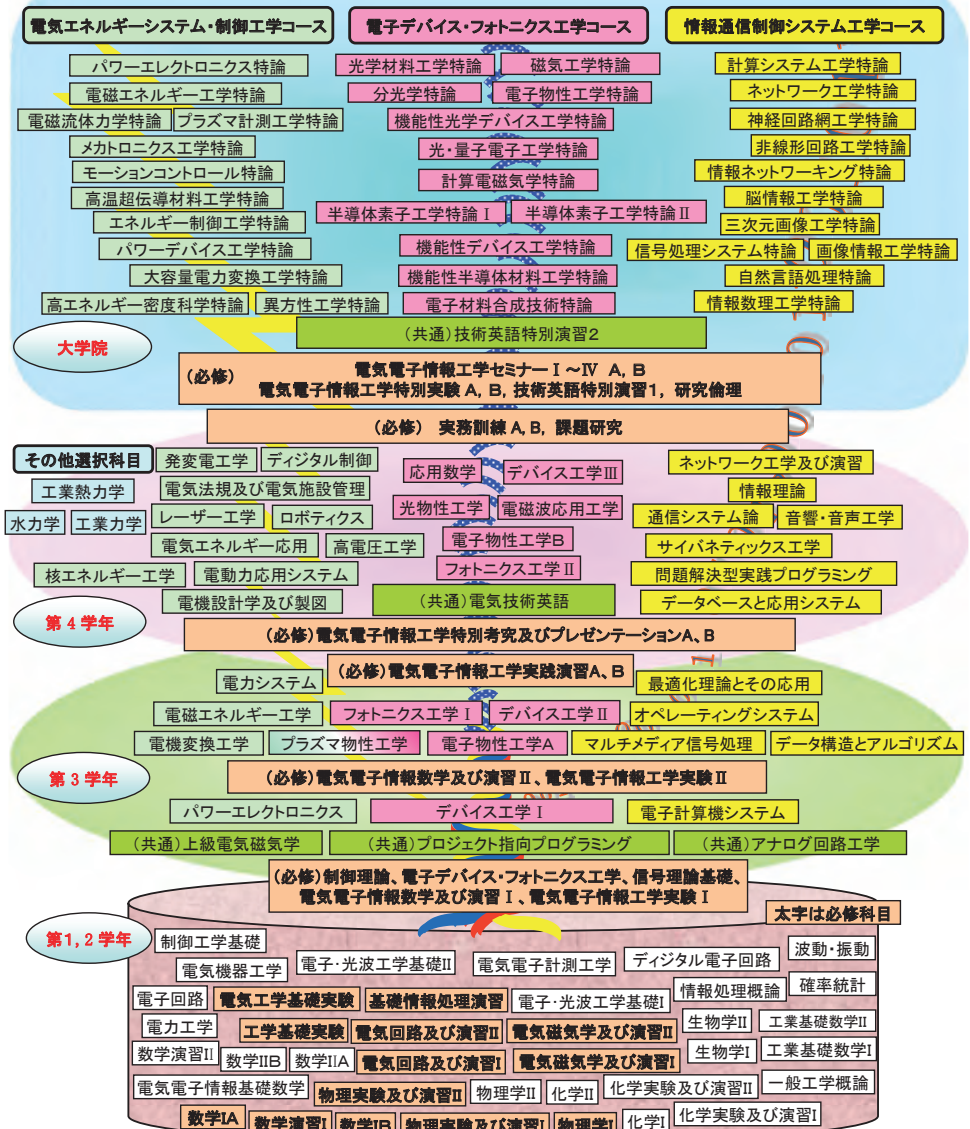 電気エネルギーシステム・制御工学コース
電子デバイス・フォトニクス工学コース
情報通信制御システム工学コース
パワーエレクトロニクス特論
光学材料工学特論
磁気工学特論
計算システム工学特論
電磁エネルギー工学特論
分光学特論
電子物性工学特論
ネットワーク工学特論
電磁流体力学特論
プラズマ計測工学特論
機能性光学デバイス工学特論
神経回路網工学特論
メカトロニクス工学特論
光・量子電子工学特論
非線形回路工学特論
モーションコントロール特論
計算電磁気学特論
情報ネットワーキング特論
高温超伝導材料工学特論
半導体素子工学特論Ⅰ
半導体素子工学特論Ⅱ
脳情報工学特論
エネルギー制御工学特論
三次元画像工学特論
パワーデバイス工学特論
機能性デバイス工学特論
信号処理システム特論
画像情報工学特論
大容量電力変換工学特論
機能性半導体材料工学特論
自然言語処理特論
高エネルギー密度科学特論
異方性工学特論
電子材料合成技術特論
情報数理工学特論
(共通)技術英語特別演習2
大学院
(必修)
電気電子情報工学セミナーⅠ～Ⅳ A, B
電気電子情報工学特別実験 A, B, 技術英語特別演習1, 研究倫理
(必修) 実務訓練 A, B, 課題研究
その他選択科目
発変電工学
ディジタル制御
応用数学
デバイス工学Ⅲ
ネットワーク工学及び演習
工業熱力学
電気法規及び電気施設管理
情報理論
水力学
工業力学
レーザー工学
ロボティクス
光物性工学
電磁波応用工学
通信システム論
音響・音声工学
電気エネルギー応用
高電圧工学
電子物性工学B
サイバネティックス工学
核エネルギー工学
電動力応用システム
フォトニクス工学Ⅱ
問題解決型実践プログラミング
電機設計学及び製図
(共通)電気技術英語
データベースと応用システム
第4学年
(必修)電気電子情報工学特別考究及びプレゼンテーションA、B
(必修)電気電子情報工学実践演習A、B
電力システム
最適化理論とその応用
電磁エネルギー工学
フォトニクス工学Ⅰ
デバイス工学Ⅱ
オペレーティングシステム
電機変換工学
プラズマ物性工学
電子物性工学A
マルチメディア信号処理
データ構造とアルゴリズム
第3学年
(必修)電気電子情報数学及び演習Ⅱ、電気電子情報工学実験Ⅱ
パワーエレクトロニクス
デバイス工学Ⅰ
電子計算機システム
(共通)上級電気磁気学
(共通)プロジェクト指向プログラミング
(共通)アナログ回路工学
(必修)制御理論、電子デバイス・フォトニクス工学、信号理論基礎、
電気電子情報数学及び演習Ⅰ、電気電子情報工学実験Ⅰ
太字は必修科目
第1,2学年
制御工学基礎
電気機器工学
電子・光波工学基礎II
電気電子計測工学
ディジタル電子回路
波動・振動
電子回路
電気工学基礎実験
基礎情報処理演習
電子・光波工学基礎I
情報処理概論
確率統計
電力工学
工学基礎実験
電気回路及び演習II
電気磁気学及び演習II
生物学II
工業基礎数学II
数学演習II
数学IIB
数学IIA
電気回路及び演習I
電気磁気学及び演習I
生物学I
工業基礎数学I
電気電子情報基礎数学
物理実験及び演習II
物理学II
化学II
化学実験及び演習II
一般工学概論
数学IA
数学演習I
数学IB
物理実験及び演習I
物理学I
化学I
化学実験及び演習I